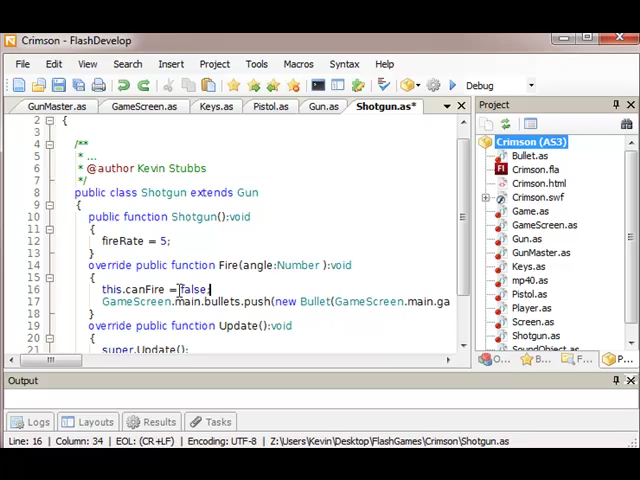 Crimson - FlashDevelop
File Edit View Search Insert Project Format Tools Macros Syntax Help
Debug
GunMaster.as GameScreen.as Keys.as Pistol.as Gun.as Shotgun.as*
2 {
3
4 /**
5 * ...
6 * @author Kevin Stubbs
7 */
8 public class Shotgun extends Gun
9 {
10 public function Shotgun():void
11 {
12 fireRate = 5;
13 }
14 override public function Fire(angle:Number ):void
15 {
16 this.canFire = false;
17 GameScreen.main.bullets.push(new Bullet(GameScreen.main.ga
18 }
19 override public function Update():void
20 {
21 super.Update();
Project
Crimson (AS3)
Bullet.as
Crimson.fla
Crimson.html
Crimson.swf
Game.as
GameScreen.as
Gun.as
GunMaster.as
Keys.as
mp40.as
Pistol.as
Player.as
Screen.as
Shotgun.as
SoundObject.as
O... B... F... P...
Output
Logs Layouts Results Tasks
Line: 16 Column: 34 EOL: (CR+LF) Encoding: UTF-8 Z:\Users\Kevin\Desktop\FlashGames\Crimson\Shotgun.as